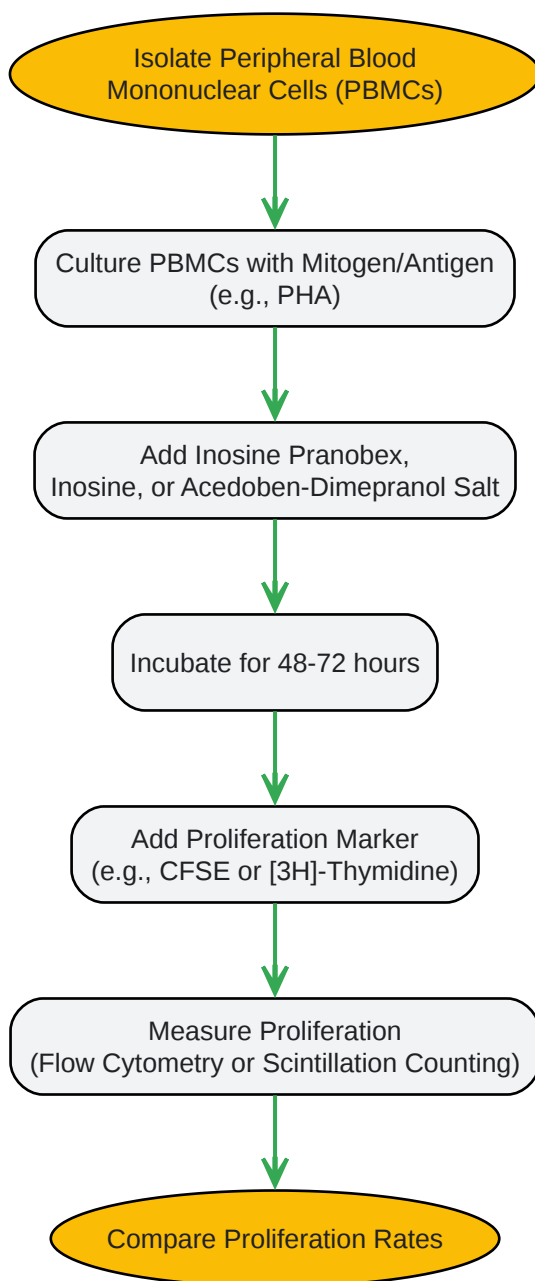 Isolate Peripheral Blood
Mononuclear Cells (PBMCs)
Culture PBMCs with Mitogen/Antigen
(e.g., PHA)
Add Inosine Pranobex,
Inosine, or Acedoben-Dimepranol Salt
Incubate for 48-72 hours
Add Proliferation Marker
(e.g., CFSE or [3H]-Thymidine)
Measure Proliferation
(Flow Cytometry or Scintillation Counting)
Compare Proliferation Rates